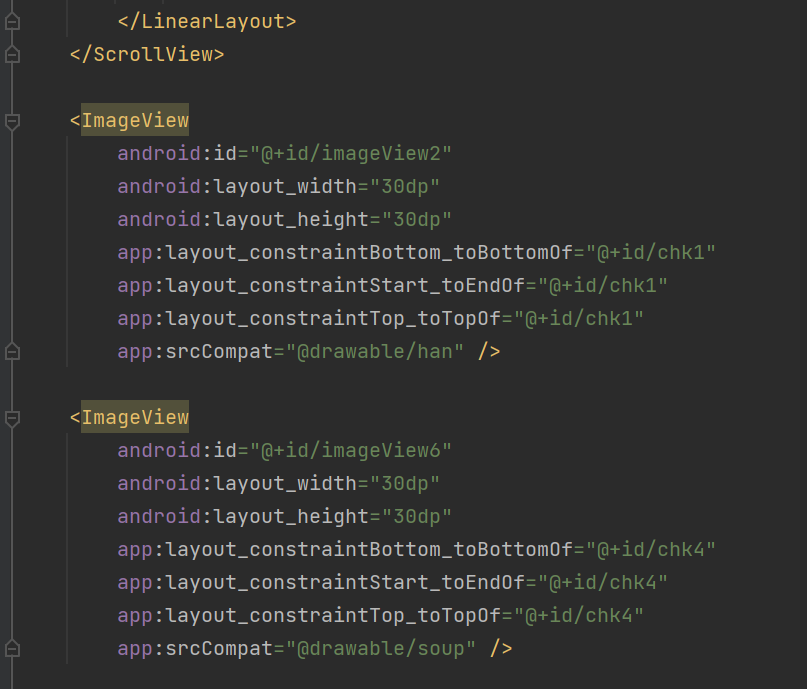 </LinearLayout>
</ScrollView>
<ImageView
android:id="@+id/imageView2"
android:layout_width="30dp"
android:layout_height="30dp"
app:layout_constraintBottom_toBottomOf="@+id/chk1"
app:layout_constraintStart_toEndOf="@+id/chk1"
app:layout_constraintTop_toTopOf="@+id/chk1"
app:srcCompat="@drawable/han" />
<ImageView
android:id="@+id/imageView6"
android:layout_width="30dp"
android:layout_height="30dp"
app:layout_constraintBottom_toBottomOf="@+id/chk4"
app:layout_constraintStart_toEndOf="@+id/chk4"
app:layout_constraintTop_toTopOf="@+id/chk4"
app:srcCompat="@drawable/soup" />